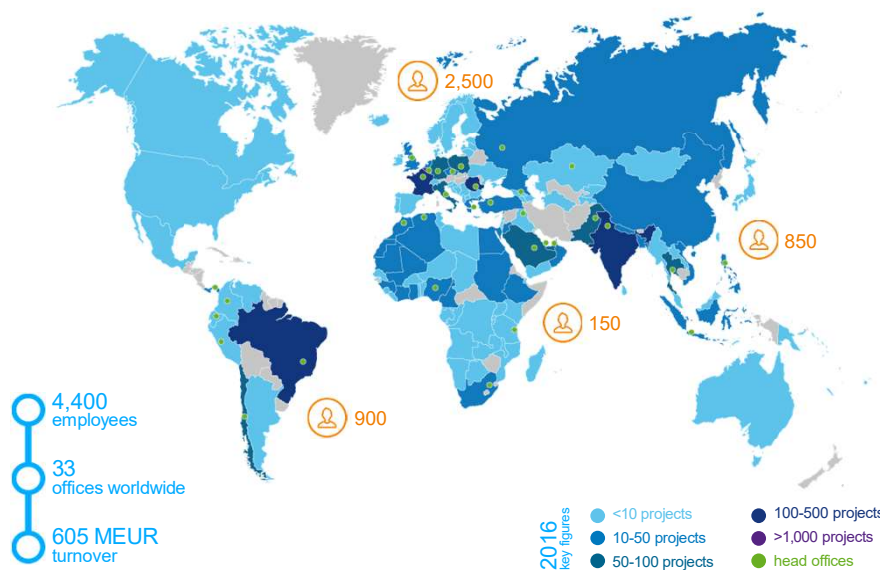 2,500
850
150
900
4,400
employees
33
offices worldwide
605 MEUR
turnover
2016
key figures
<10 projects
10-50 projects
50-100 projects
100-500 projects
>1,000 projects
head offices